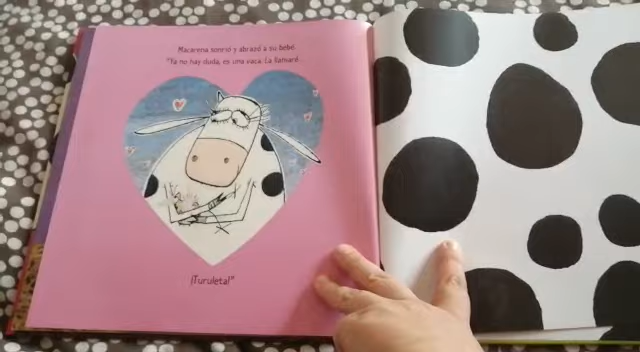 Macarena sonrió y abrazó a su bebé.
"Ya no hay duda, es una vaca. La llamaré...
¡Turuleta!"